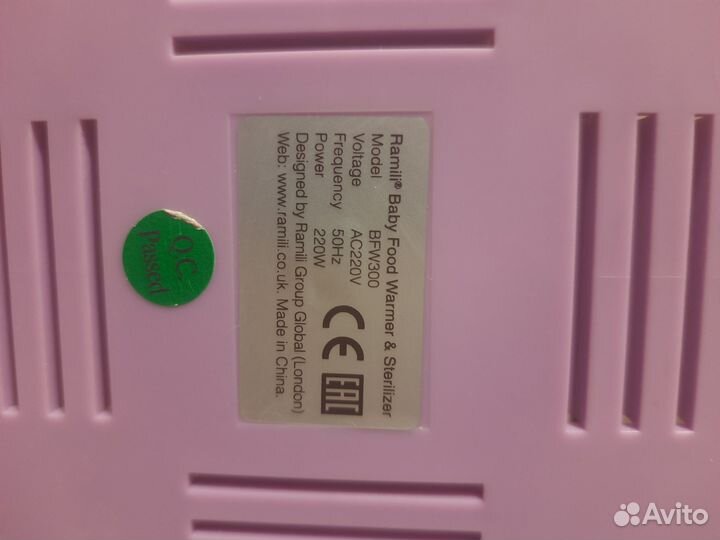 Ramili® Baby Food Warmer & Sterilizer
Model BFW300
Voltage AC220V
Frequency 50Hz
Power 220W
Designed by Ramili Group Global (London)
Web: www.ramili.co.uk. Made in China.
CE EAC
Q.C.
Passed
Avito